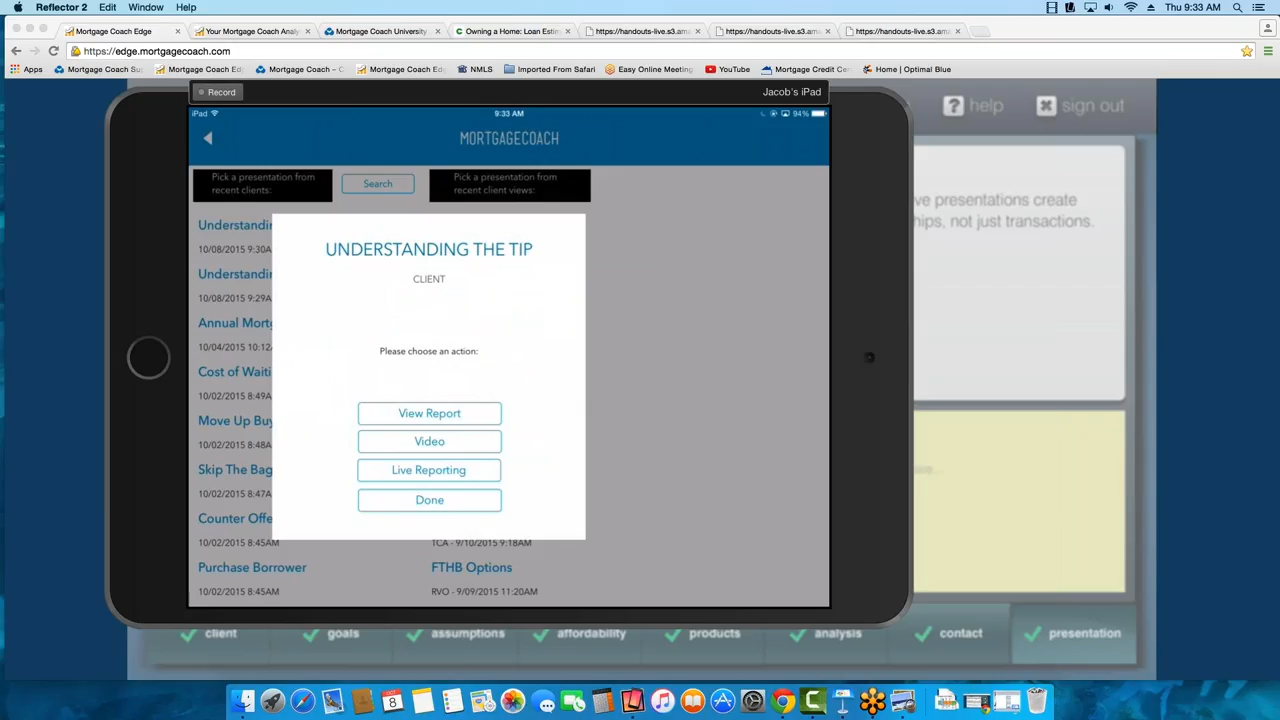 Reflector 2 Edit Window Help Thu 9:33 AM
Mortgage Coach Edge Your Mortgage Coach Analy Mortgage Coach University Owning a Home: Loan Estim https://handouts-live.s3.am https://handouts-live.s3.am https://handouts-live.s3.am
https://edge.mortgagecoach.com
Apps Mortgage Coach Su Mortgage Coach Ed Mortgage Coach – C Mortgage Coach Ed NMLS Imported From Safari Easy Online Meeting YouTube Mortgage Credit Cer Home | Optimal Blue
Record Jacob's iPad
help sign out
iPad 9:33 AM 94%
MORTGAGECOACH
Pick a presentation from
recent clients:
Search
Pick a presentation from
recent client views:
ve presentations create
hips, not just transactions.
Understandin
10/08/2015 9:30A
Understandin
10/08/2015 9:29A
Annual Mortg
10/04/2015 10:12
Cost of Waiti
10/02/2015 8:49A
Move Up Buy
10/02/2015 8:48A
Skip The Bag
10/02/2015 8:47A
Counter Offe
10/02/2015 8:45AM
Purchase Borrower
10/02/2015 8:45AM
UNDERSTANDING THE TIP
CLIENT
Please choose an action:
View Report
Video
Live Reporting
Done
TCA - 9/10/2015 9:18AM
FTHB Options
RVO - 9/09/2015 11:20AM
client goals assumptions affordability products analysis contact presentation
8